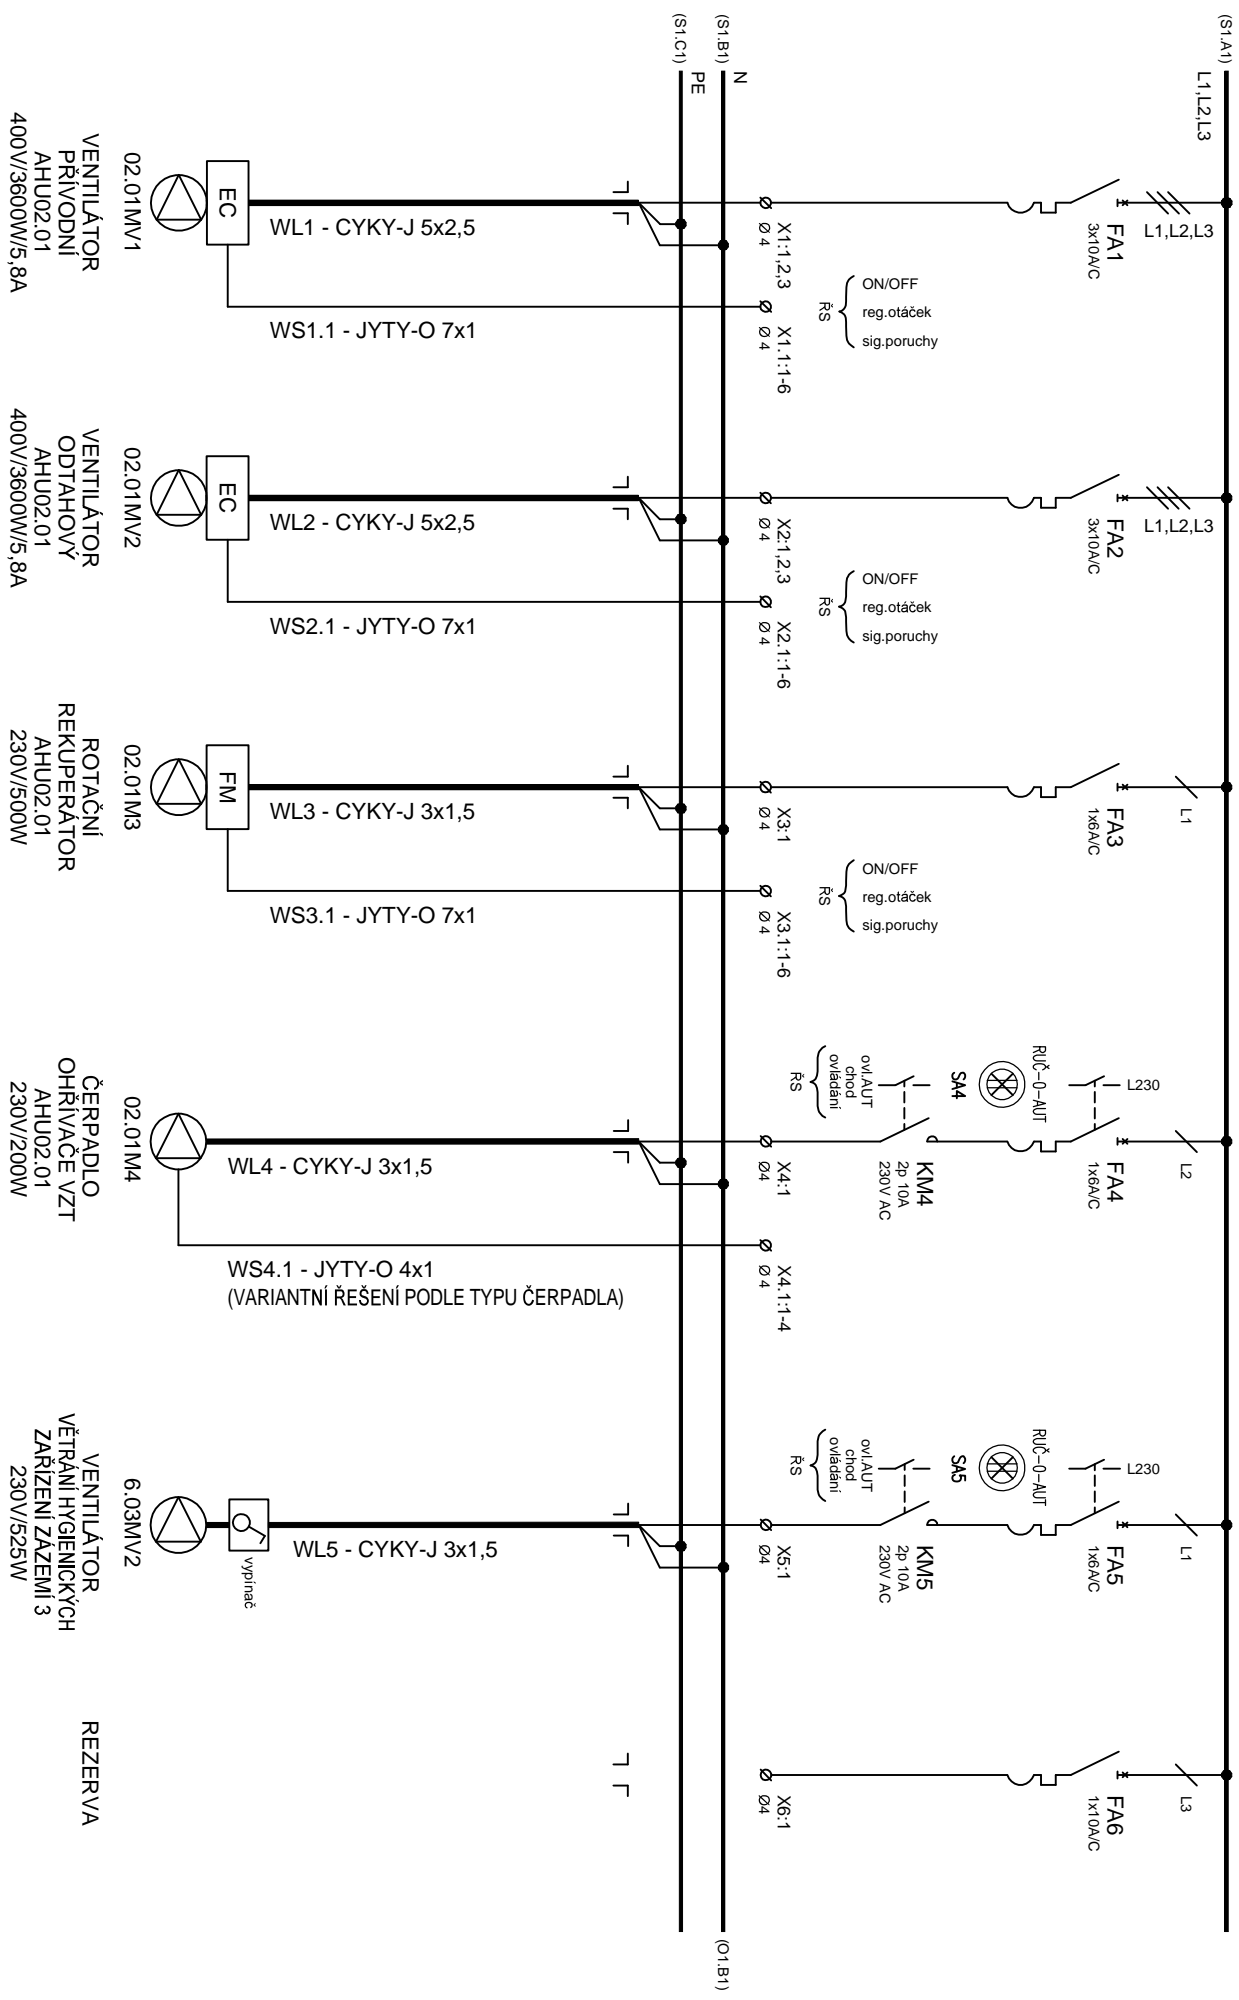 (S1.A1)
L1,L2,L3
(S1.B1)
N
(S1.C1)
PE
(O1.B1)
L1,L2,L3
FA1
3x10A/C
ON/OFF
reg.otáček
sig.poruchy
ŘS
X1:1,2,3
Ø 4
X1.1:1-6
Ø 4
WL1 - CYKY-J 5x2,5
WS1.1 - JYTY-O 7x1
EC
02.01MV1
VENTILÁTOR
PŘÍVODNÍ
AHU02.01
400V/3600W/5,8A
L1,L2,L3
FA2
3x10A/C
ON/OFF
reg.otáček
sig.poruchy
ŘS
X2:1,2,3
Ø 4
X2.1:1-6
Ø 4
WL2 - CYKY-J 5x2,5
WS2.1 - JYTY-O 7x1
EC
02.01MV2
VENTILÁTOR
ODTAHOVÝ
AHU02.01
400V/3600W/5,8A
L1
FA3
1x6A/C
ON/OFF
reg.otáček
sig.poruchy
ŘS
X3:1
Ø 4
X3.1:1-6
Ø 4
WL3 - CYKY-J 3x1,5
WS3.1 - JYTY-O 7x1
FM
02.01M3
ROTAČNÍ
REKUPERÁTOR
AHU02.01
230V/500W
L2
L230
FA4
1x6A/C
RUČ-0-AUT
SA4
KM4
2p 10A
230V AC
ovl.AUT
chod
ovládání
ŘS
X4:1
Ø4
X4.1:1-4
Ø 4
WL4 - CYKY-J 3x1,5
WS4.1 - JYTY-O 4x1
(VARIANTNÍ ŘEŠENÍ PODLE TYPU ČERPADLA)
02.01M4
ČERPADLO
OHŘÍVAČE VZT
AHU02.01
230V/200W
L1
L230
FA5
1x6A/C
RUČ-0-AUT
SA5
KM5
2p 10A
230V AC
ovl.AUT
chod
ovládání
ŘS
X5:1
Ø4
WL5 - CYKY-J 3x1,5
vypínač
6.03MV2
VENTILÁTOR
VĚTRÁNÍ HYGIENICKÝCH
ZAŘÍZENÍ ZÁZEMÍ 3
230V/525W
L3
FA6
1x10A/C
X6:1
Ø4
REZERVA